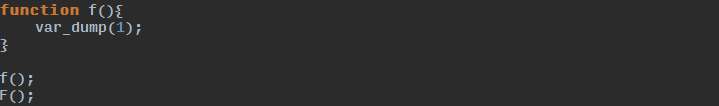 function f(){
    var_dump(1);
}
f();
F();